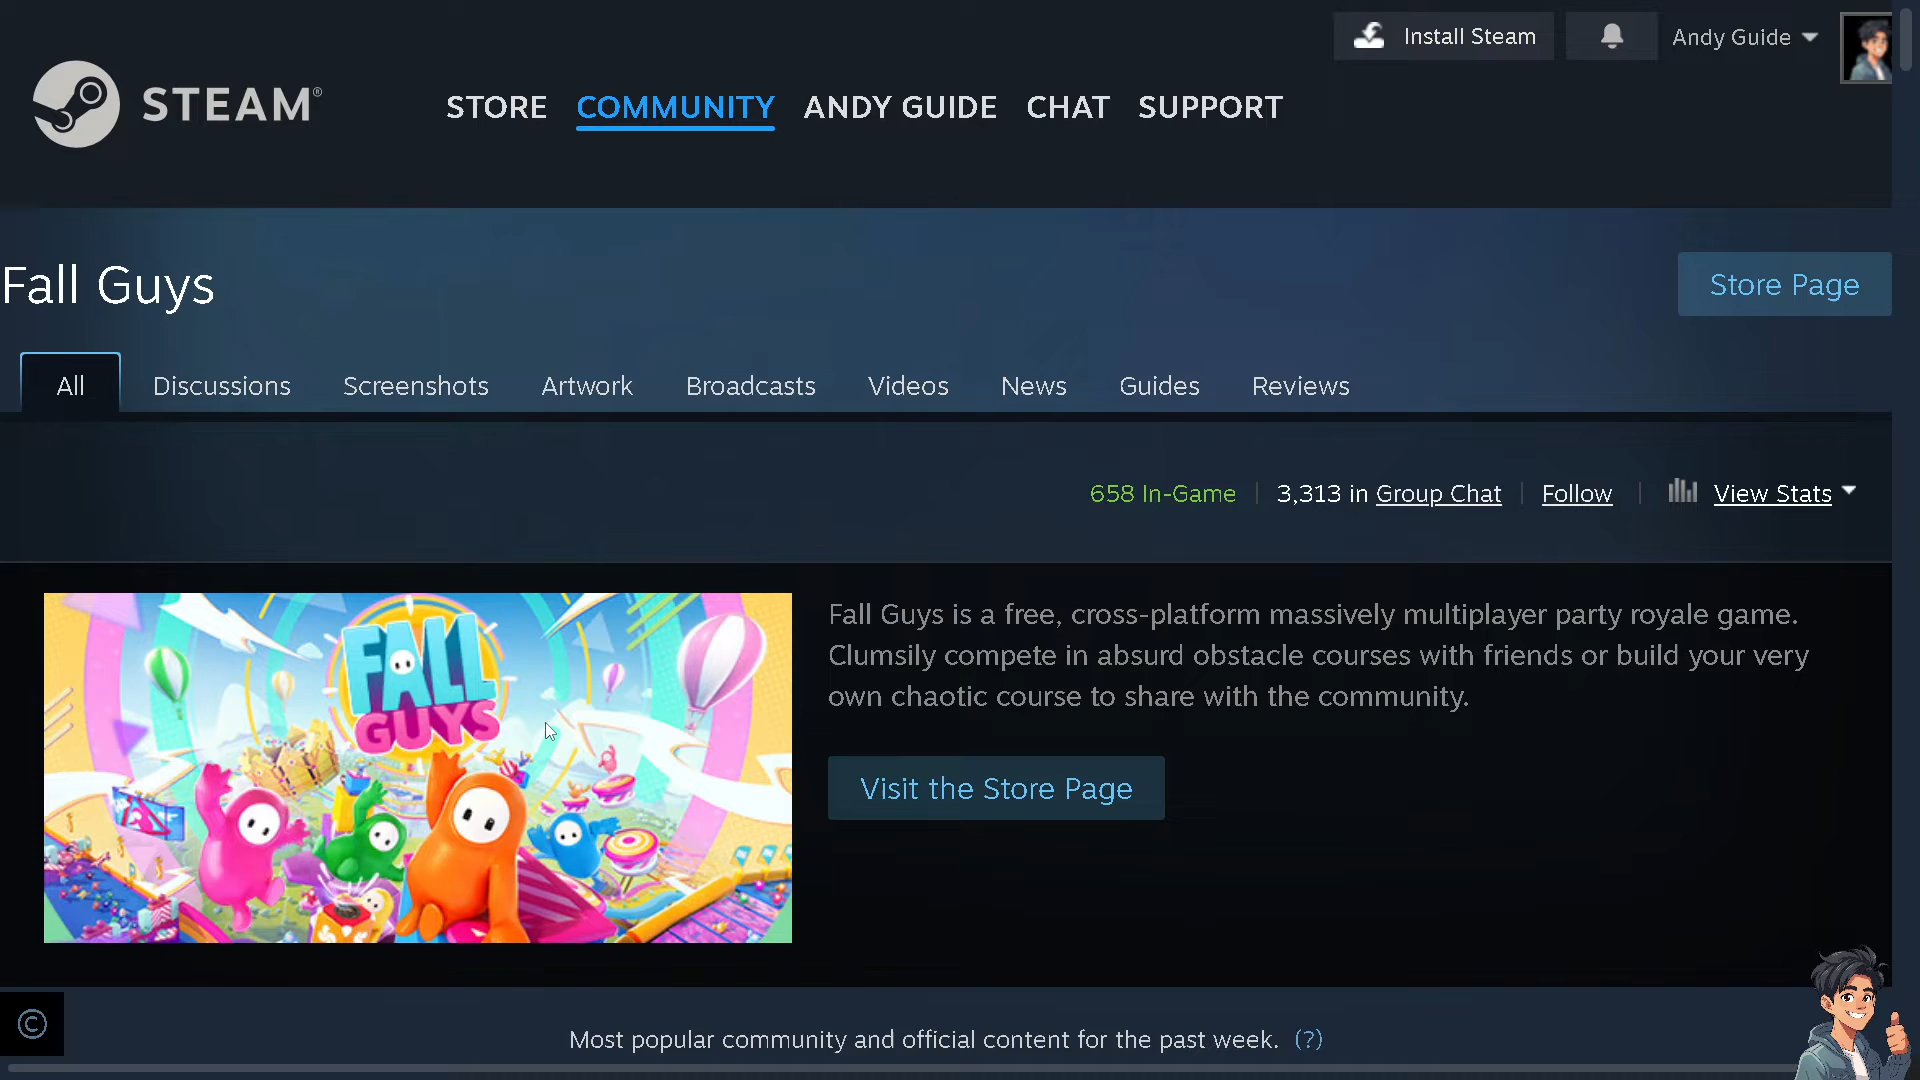 Install Steam
Andy Guide
STEAM®
STORE COMMUNITY ANDY GUIDE CHAT SUPPORT
Fall Guys
Store Page
All Discussions Screenshots Artwork Broadcasts Videos News Guides Reviews
658 In-Game 3,313 in Group Chat Follow View Stats
FALL
GUYS
Fall Guys is a free, cross-platform massively multiplayer party royale game.
Clumsily compete in absurd obstacle courses with friends or build your very
own chaotic course to share with the community.
Visit the Store Page
©
Most popular community and official content for the past week. (?)